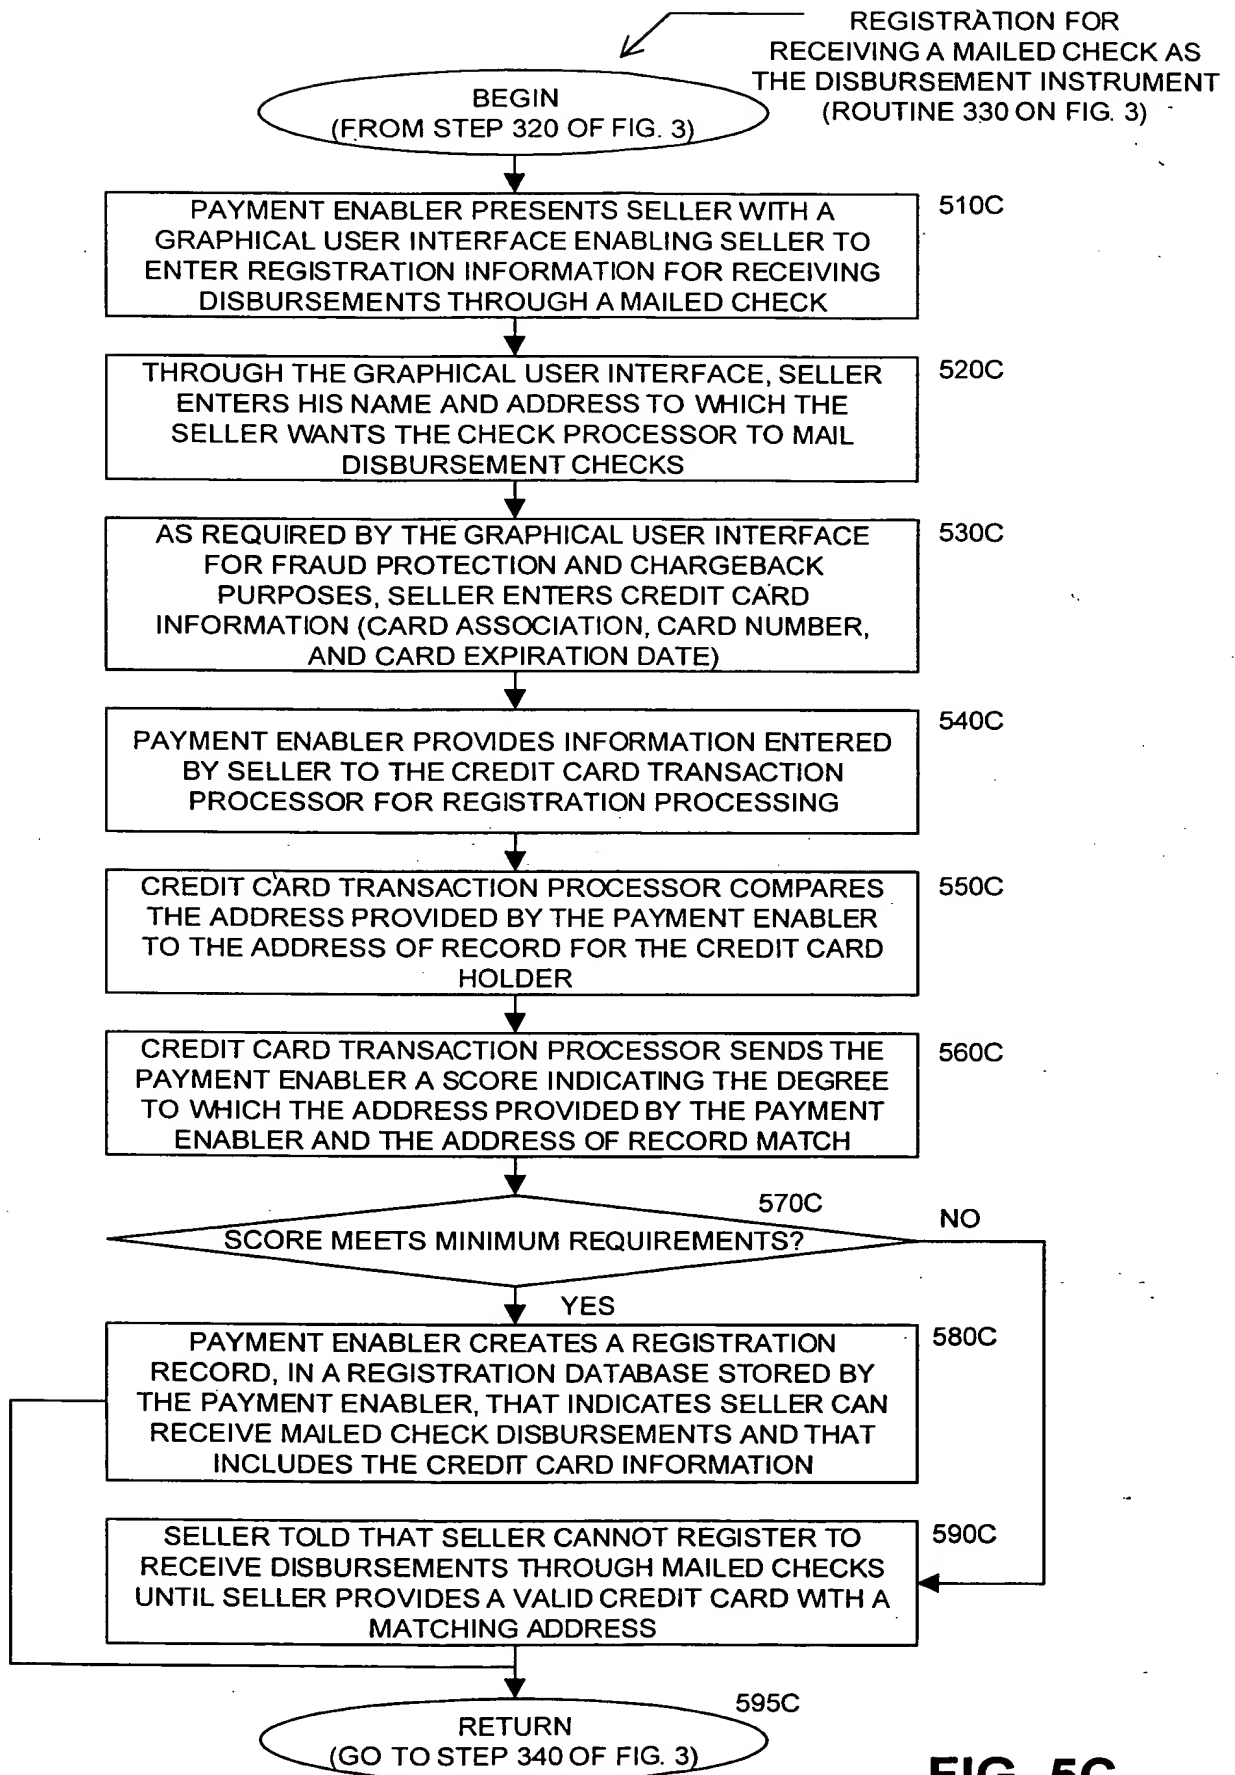 REGISTRATION FOR
RECEIVING A MAILED CHECK AS
THE DISBURSEMENT INSTRUMENT
(ROUTINE 330 ON FIG. 3)
BEGIN
(FROM STEP 320 OF FIG. 3)
510C
PAYMENT ENABLER PRESENTS SELLER WITH A
GRAPHICAL USER INTERFACE ENABLING SELLER TO
ENTER REGISTRATION INFORMATION FOR RECEIVING
DISBURSEMENTS THROUGH A MAILED CHECK
520C
THROUGH THE GRAPHICAL USER INTERFACE, SELLER
ENTERS HIS NAME AND ADDRESS TO WHICH THE
SELLER WANTS THE CHECK PROCESSOR TO MAIL
DISBURSEMENT CHECKS
530C
AS REQUIRED BY THE GRAPHICAL USER INTERFACE
FOR FRAUD PROTECTION AND CHARGEBACK
PURPOSES, SELLER ENTERS CREDIT CARD
INFORMATION (CARD ASSOCIATION, CARD NUMBER,
AND CARD EXPIRATION DATE)
540C
PAYMENT ENABLER PROVIDES INFORMATION ENTERED
BY SELLER TO THE CREDIT CARD TRANSACTION
PROCESSOR FOR REGISTRATION PROCESSING
550C
CREDIT CARD TRANSACTION PROCESSOR COMPARES
THE ADDRESS PROVIDED BY THE PAYMENT ENABLER
TO THE ADDRESS OF RECORD FOR THE CREDIT CARD
HOLDER
560C
CREDIT CARD TRANSACTION PROCESSOR SENDS THE
PAYMENT ENABLER A SCORE INDICATING THE DEGREE
TO WHICH THE ADDRESS PROVIDED BY THE PAYMENT
ENABLER AND THE ADDRESS OF RECORD MATCH
570C
SCORE MEETS MINIMUM REQUIREMENTS?
NO
YES
580C
PAYMENT ENABLER CREATES A REGISTRATION
RECORD, IN A REGISTRATION DATABASE STORED BY
THE PAYMENT ENABLER, THAT INDICATES SELLER CAN
RECEIVE MAILED CHECK DISBURSEMENTS AND THAT
INCLUDES THE CREDIT CARD INFORMATION
590C
SELLER TOLD THAT SELLER CANNOT REGISTER TO
RECEIVE DISBURSEMENTS THROUGH MAILED CHECKS
UNTIL SELLER PROVIDES A VALID CREDIT CARD WITH A
MATCHING ADDRESS
595C
RETURN
(GO TO STEP 340 OF FIG. 3)
FIG. 5C